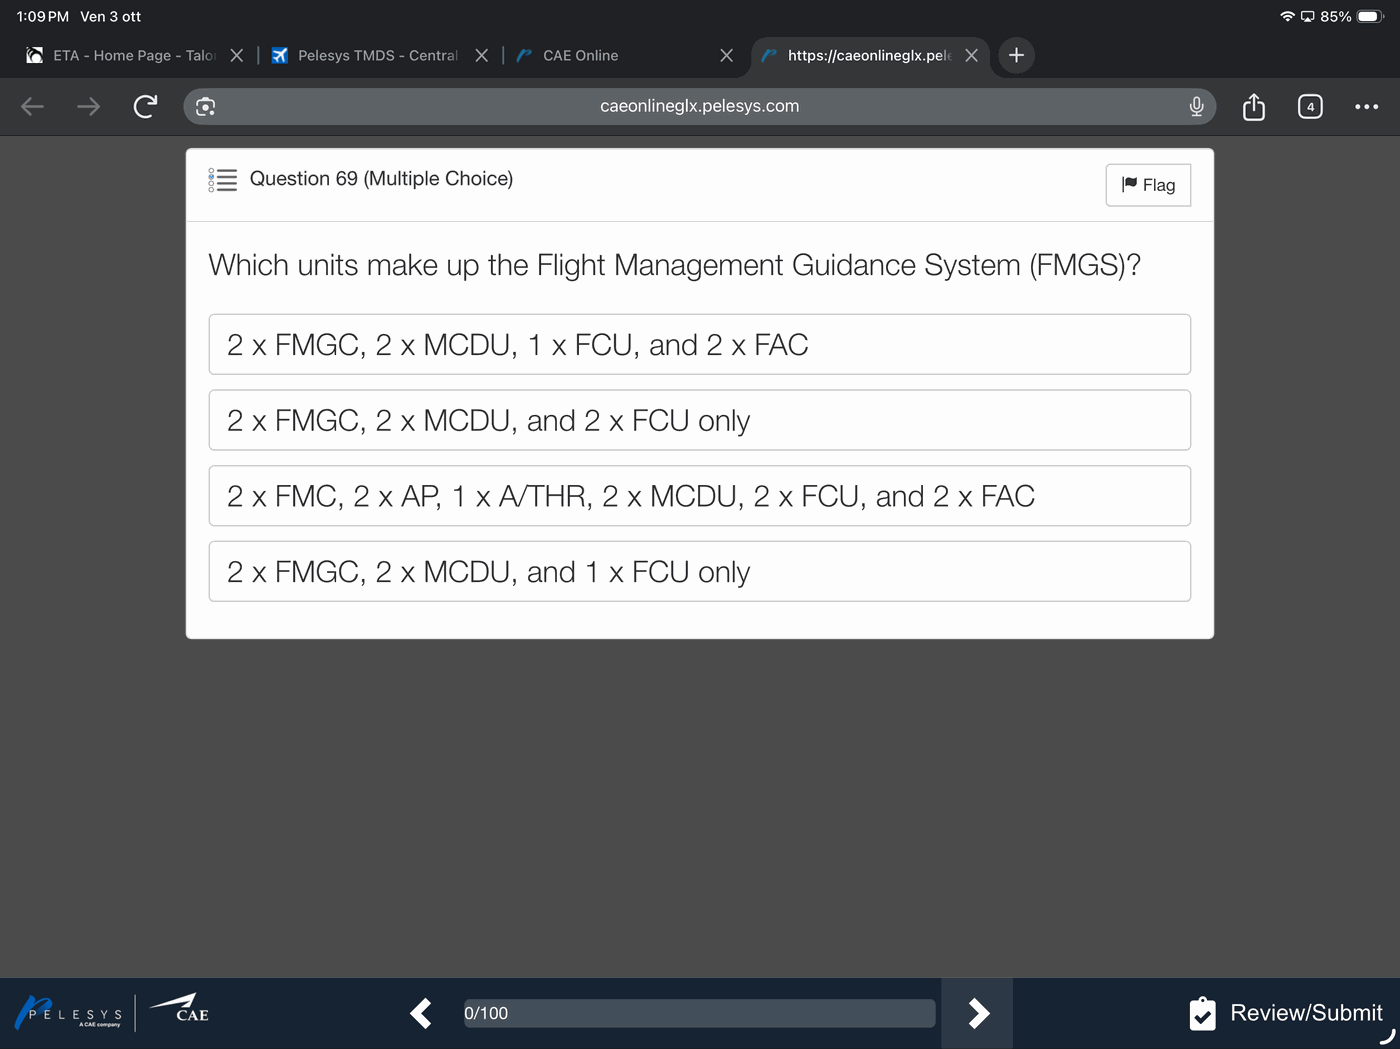 1:09 PM Ven 3 ott
85%
ETA - Home Page - Talo
Pelesys TMDS - Central
CAE Online
https://caeonlineglx.pele
caeonlineglx.pelesys.com
4
Question 69 (Multiple Choice)
Flag
Which units make up the Flight Management Guidance System (FMGS)?
2 x FMGC, 2 x MCDU, 1 x FCU, and 2 x FAC
2 x FMGC, 2 x MCDU, and 2 x FCU only
2 x FMC, 2 x AP, 1 x A/THR, 2 x MCDU, 2 x FCU, and 2 x FAC
2 x FMGC, 2 x MCDU, and 1 x FCU only
PELESYS
A CAE company
CAE
0/100
Review/Submit